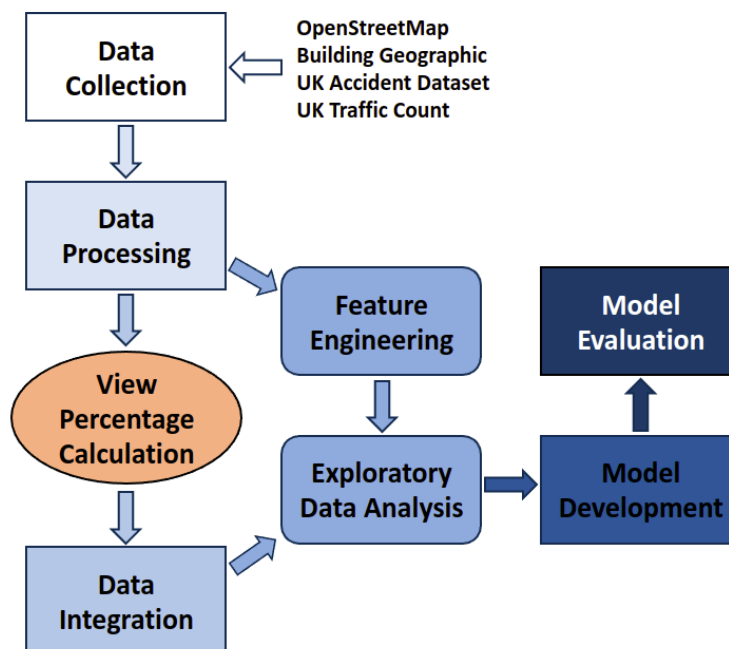 Data
Collection
OpenStreetMap
Building Geographic
UK Accident Dataset
UK Traffic Count
Data
Processing
Feature
Engineering
Model
Evaluation
View
Percentage
Calculation
Exploratory
Data Analysis
Model
Development
Data
Integration